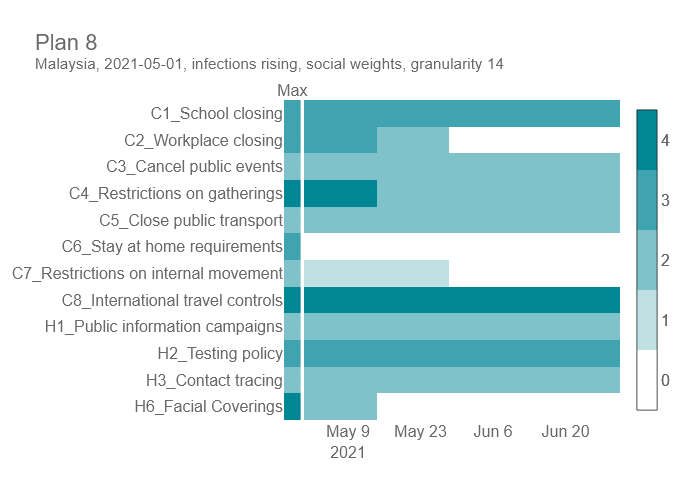 Plan 8
Malaysia, 2021-05-01, infections rising, social weights, granularity 14
Max
C1_School closing
C2_Workplace closing
C3_Cancel public events
C4_Restrictions on gatherings
C5_Close public transport
C6_Stay at home requirements
C7_Restrictions on internal movement
C8_International travel controls
H1_Public information campaigns
H2_Testing policy
H3_Contact tracing
H6_Facial Coverings
May 9 May 23 Jun 6 Jun 20
2021
4
3
2
1
0